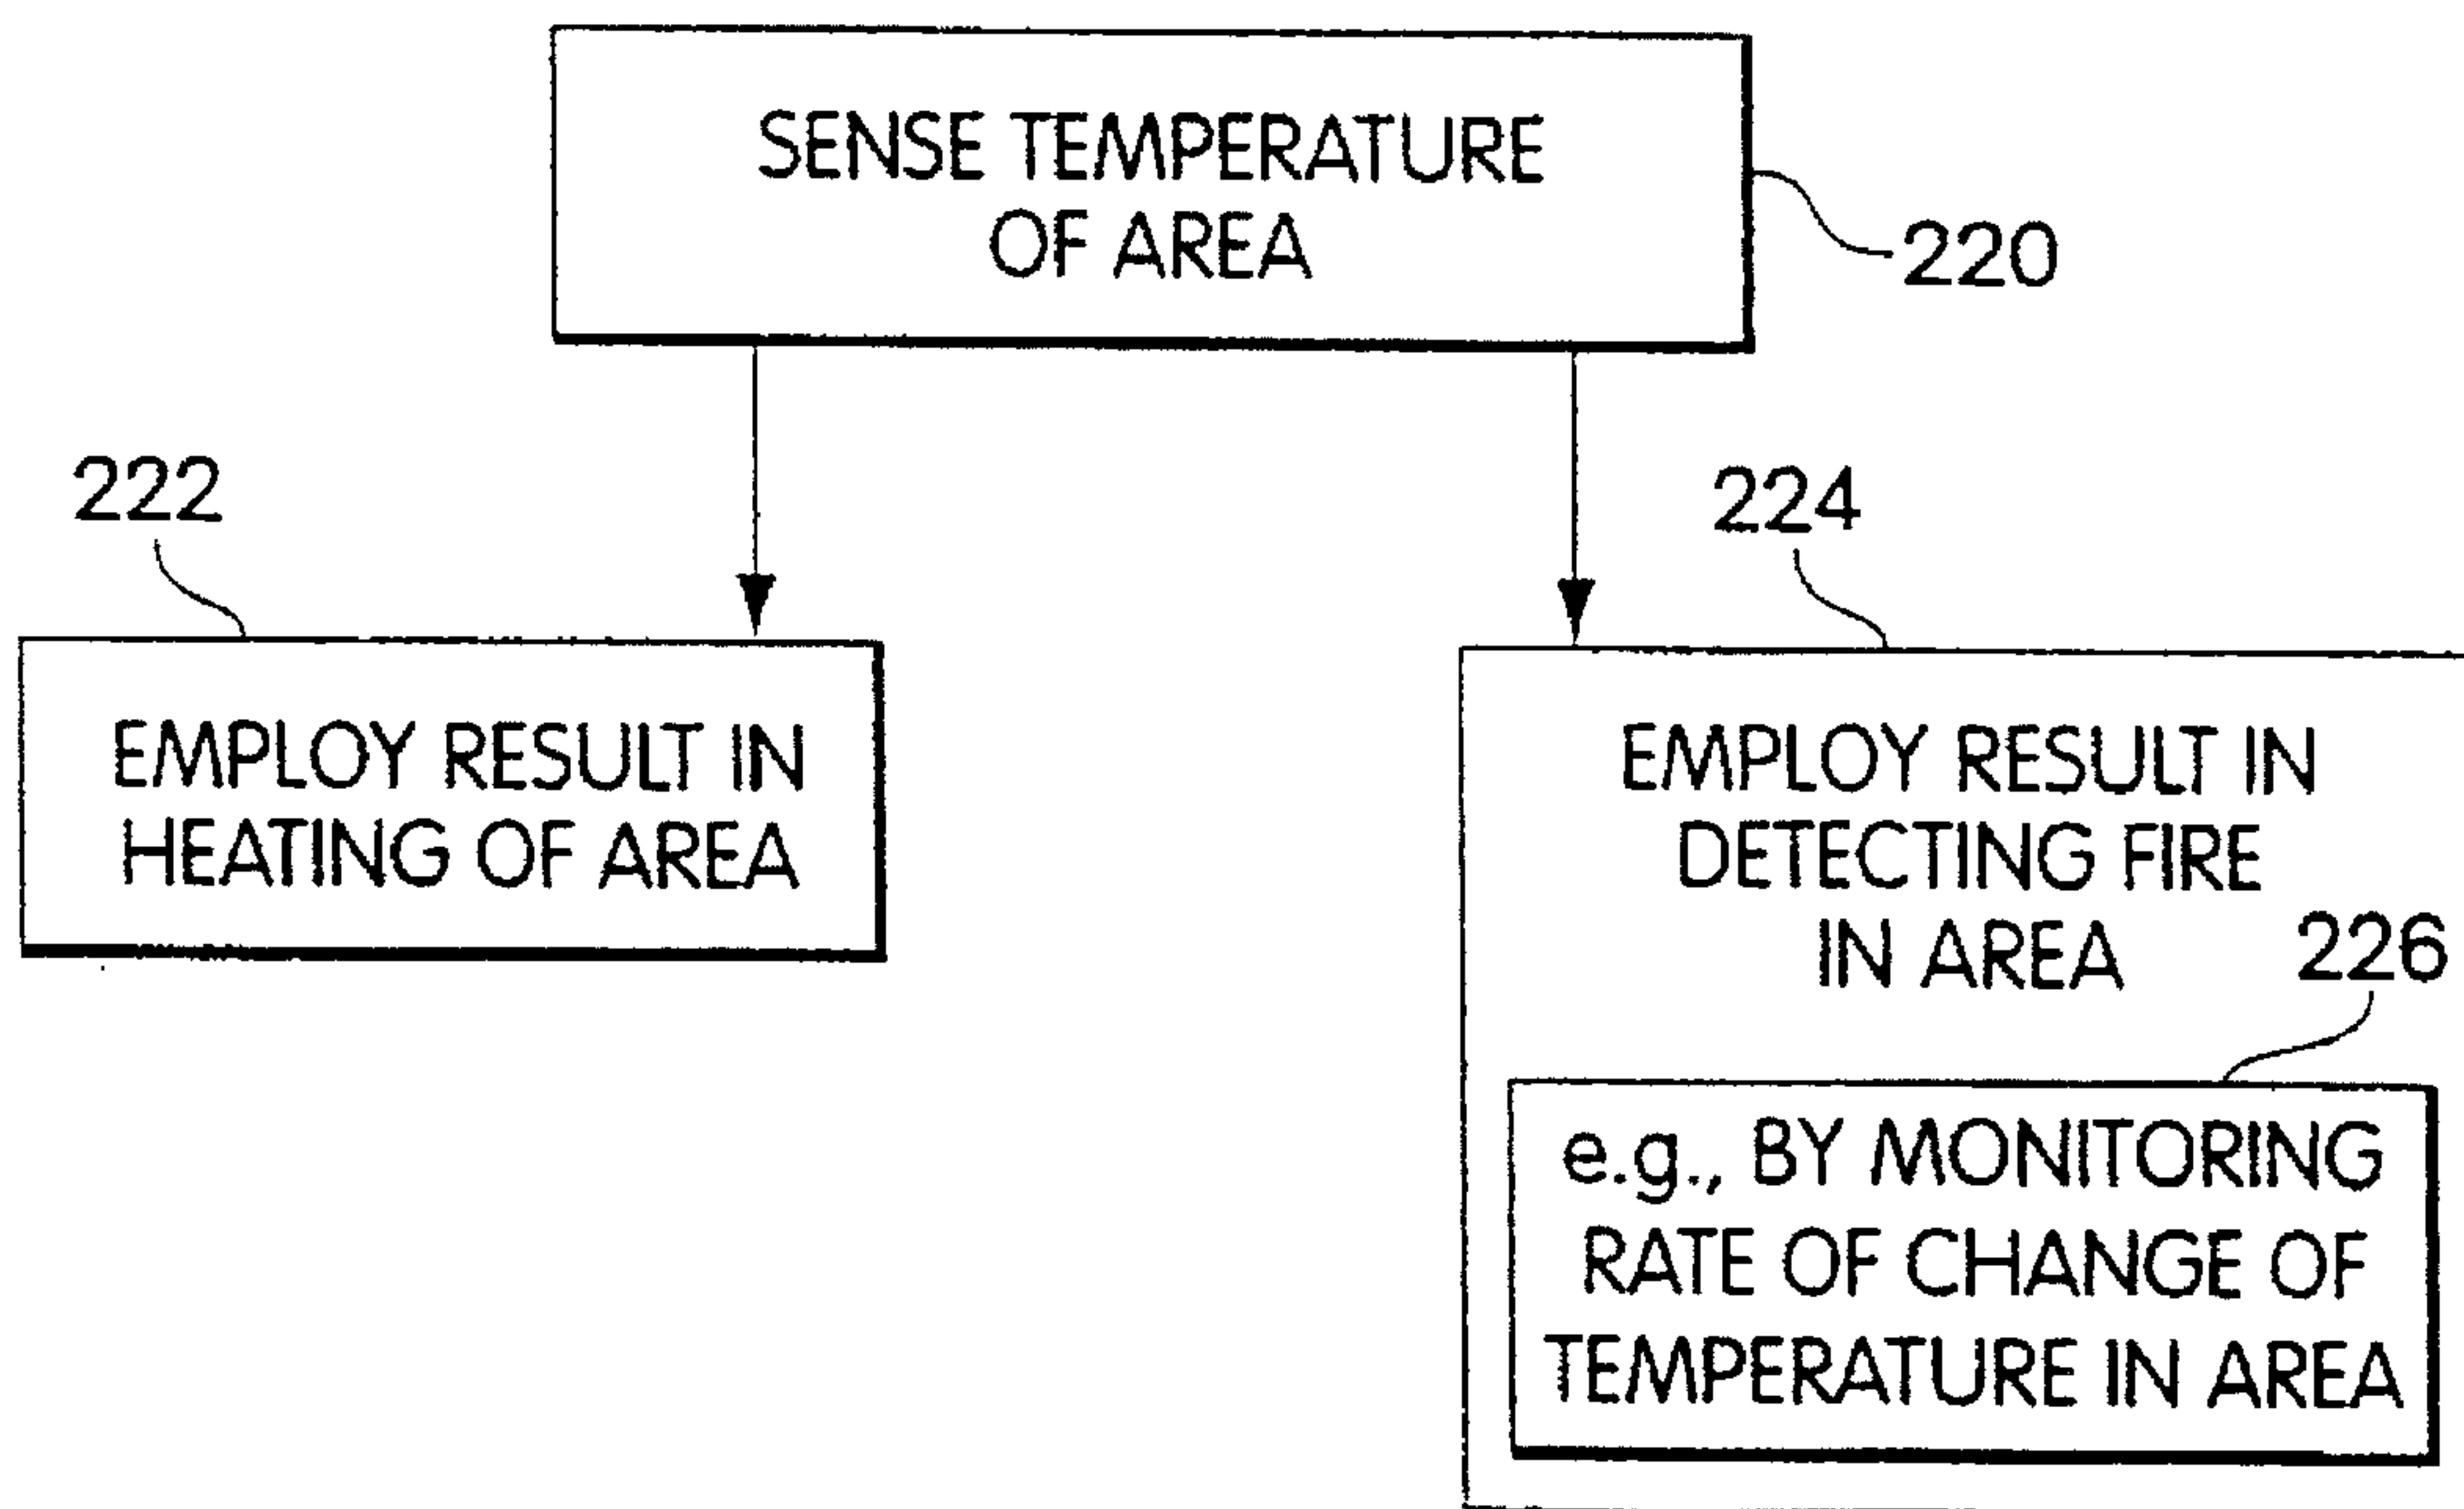 SENSE TEMPERATURE
OF AREA
220
222
EMPLOY RESULT IN
HEATING OF AREA
224
EMPLOY RESULT IN
DETECTING FIRE
IN AREA
226
e.g., BY MONITORING
RATE OF CHANGE OF
TEMPERATURE IN AREA